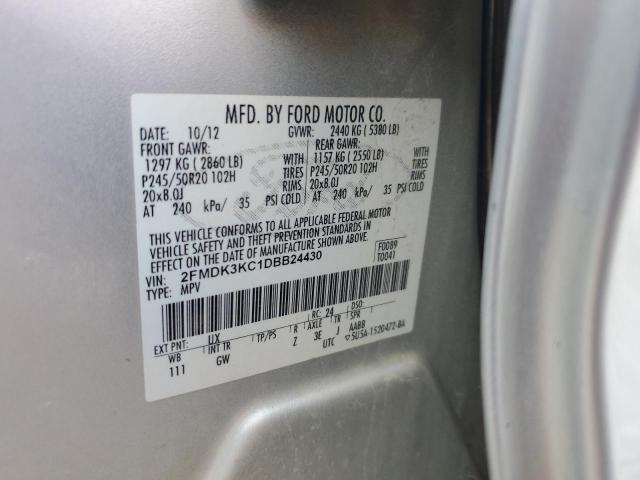 MFD. BY FORD MOTOR CO.
DATE: 10/12 GVWR: 2440 KG ( 5380 LB)
FRONT GAWR: REAR GAWR:
1297 KG ( 2860 LB) WITH 1157 KG ( 2550 LB) WITH
P245/50R20 102H TIRES P245/50R20 102H TIRES
20x8.0J RIMS 20x8.0J RIMS
AT 240 kPa/ 35 PSI COLD AT 240 kPa/ 35 PSI COLD
THIS VEHICLE CONFORMS TO ALL APPLICABLE FEDERAL MOTOR
VEHICLE SAFETY AND THEFT PREVENTION STANDARDS IN
EFFECT ON THE DATE OF MANUFACTURE SHOWN ABOVE.
VIN: 2FMDK3KC1DBB24430 F0089
TYPE: MPV T0041
EXT PNT: UX RC: 24 DSO:
WB INT TR TP/PS R AXLE TR SPR
111 GW Z 3E J AABB
UTC 5U5A-1520472-BA
Ford